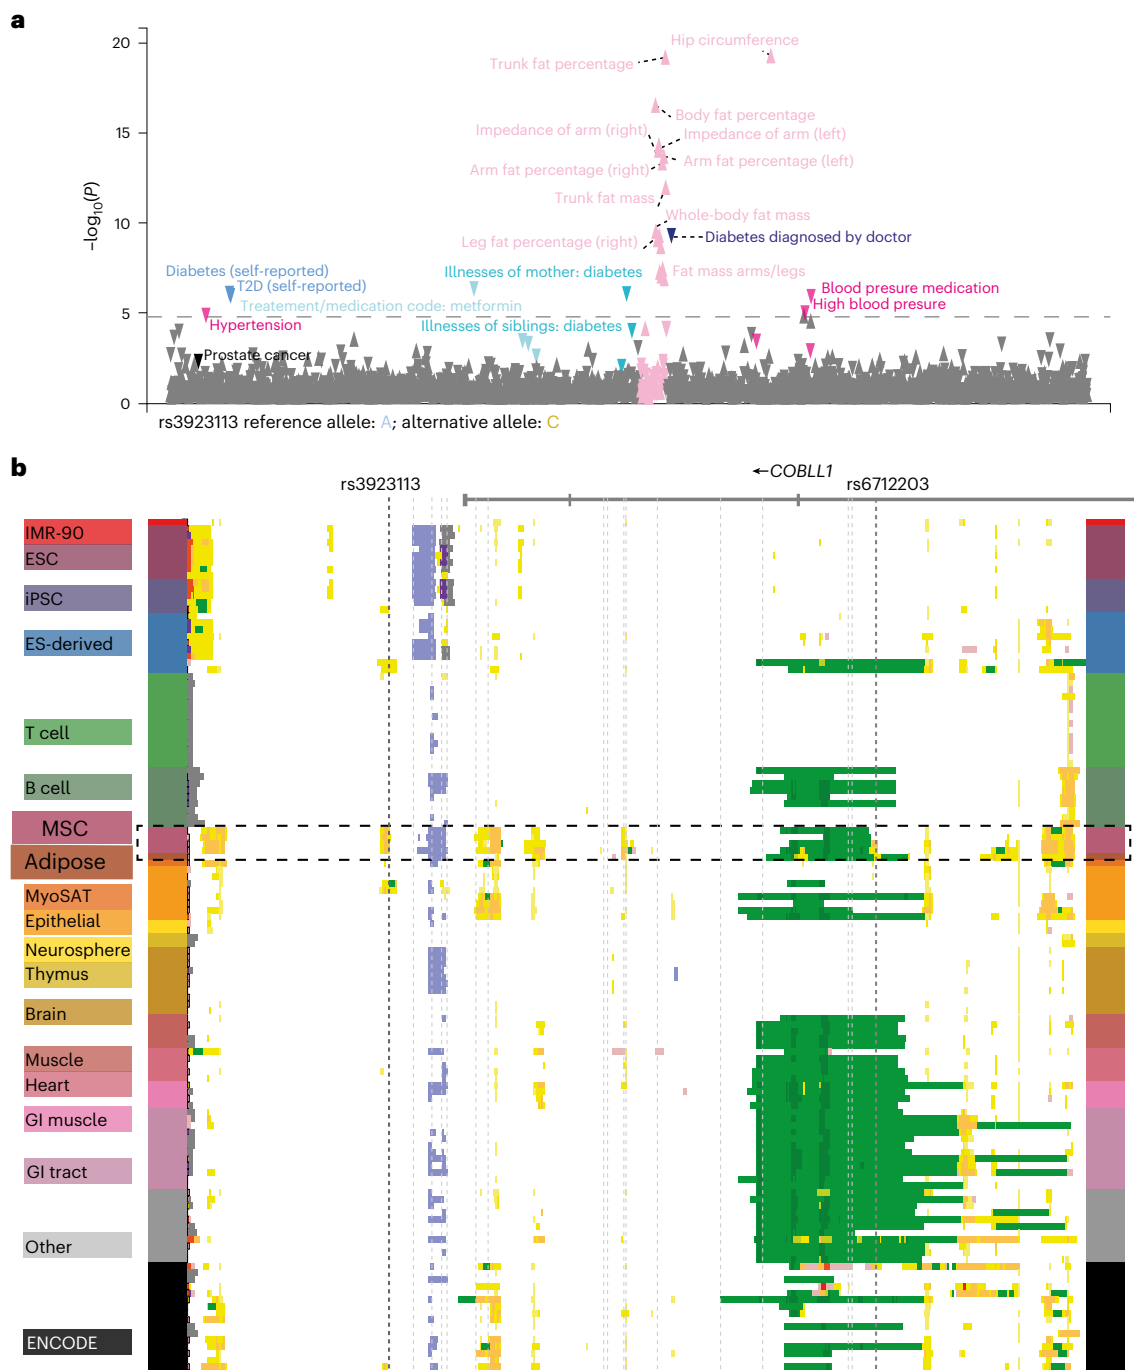 a
20
15
10
5
0
–log10(P)
Hip circumference
Trunk fat percentage
Body fat percentage
Impedance of arm (right)
Impedance of arm (left)
Arm fat percentage (left)
Arm fat percentage (right)
Trunk fat mass
Whole-body fat mass
Leg fat percentage (right)
Diabetes diagnosed by doctor
Diabetes (self-reported)
Illnesses of mother: diabetes
Fat mass arms/legs
T2D (self-reported)
Blood presure medication
Treatement/medication code: metformin
High blood presure
Hypertension
Illnesses of siblings: diabetes
Prostate cancer
rs3923113 reference allele: A; alternative allele: C
b
←COBLL1
rs3923113
rs6712203
IMR-90
ESC
iPSC
ES-derived
T cell
B cell
MSC
Adipose
MyoSAT
Epithelial
Neurosphere
Thymus
Brain
Muscle
Heart
GI muscle
GI tract
Other
ENCODE